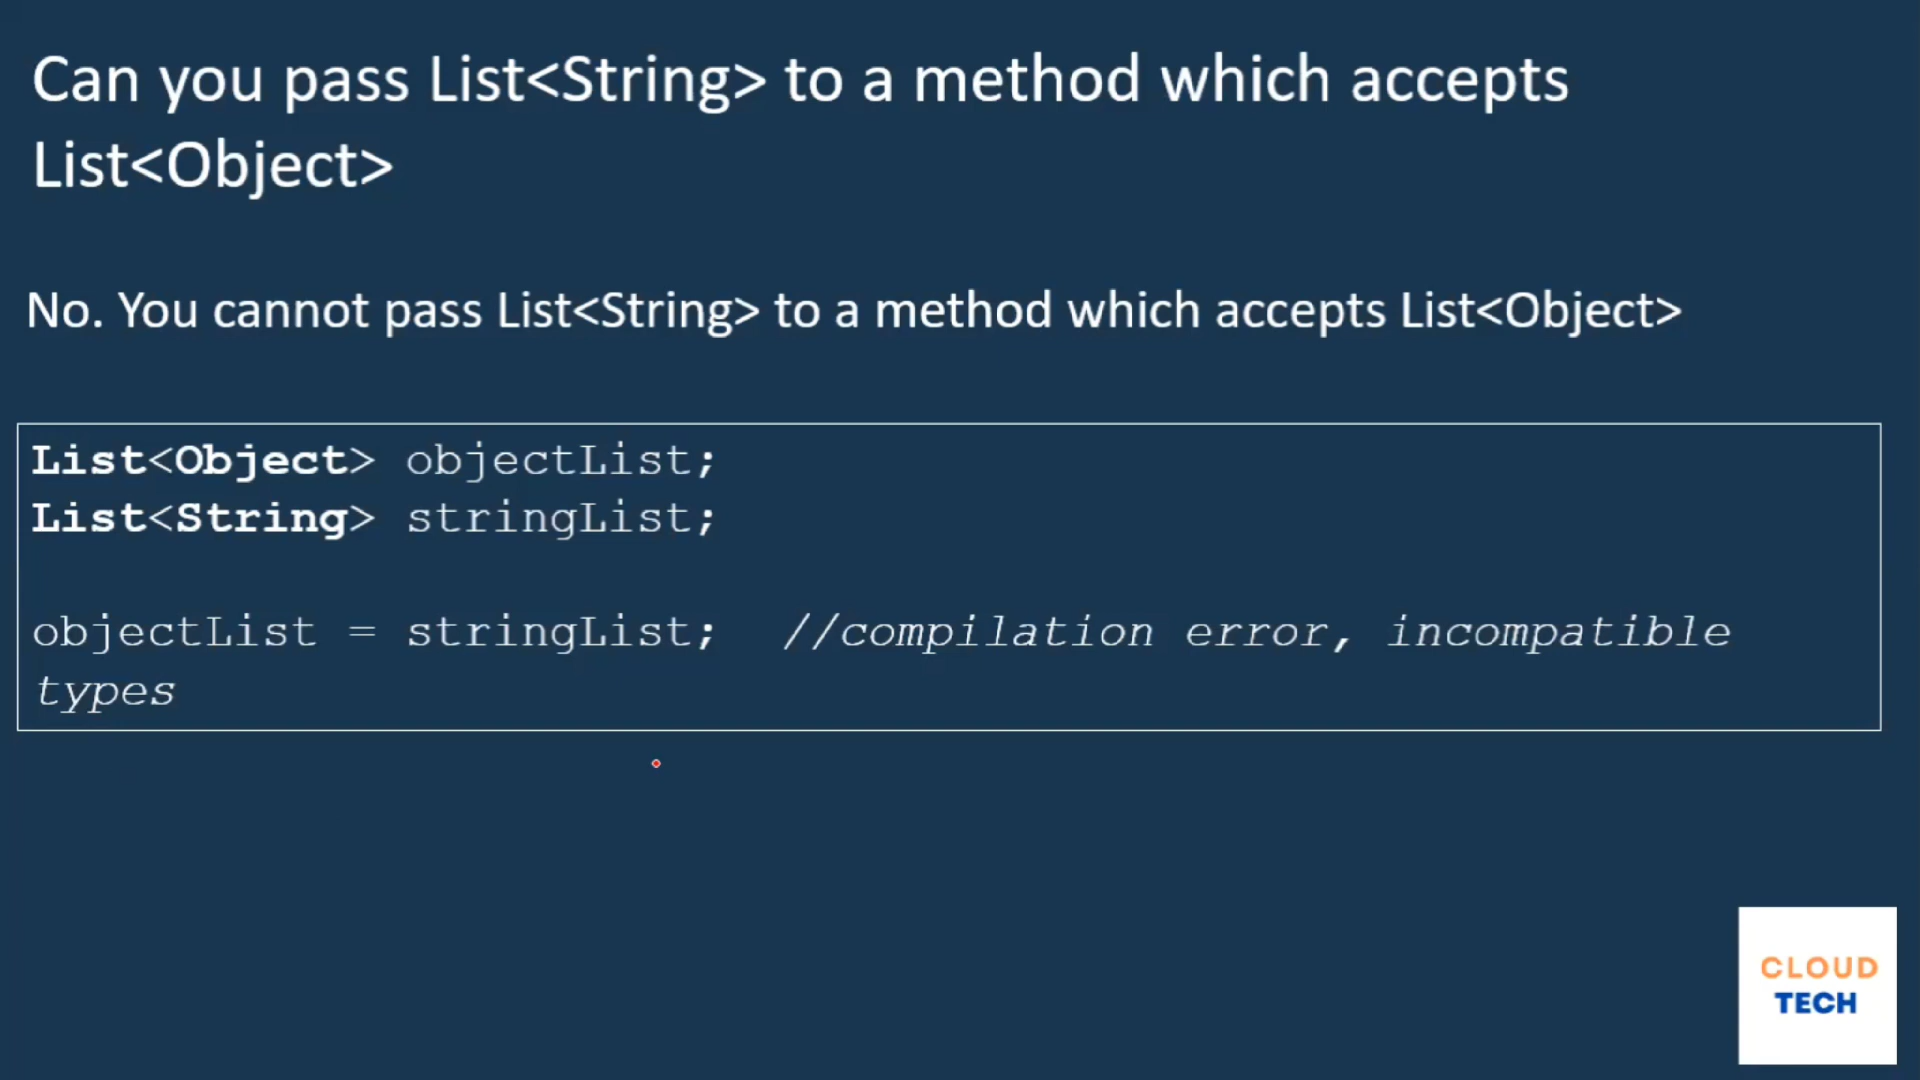 Can you pass List<String> to a method which accepts
List<Object>
No. You cannot pass List<String> to a method which accepts List<Object>
List<Object> objectList;
List<String> stringList;
objectList = stringList; //compilation error, incompatible
types
CLOUD
TECH